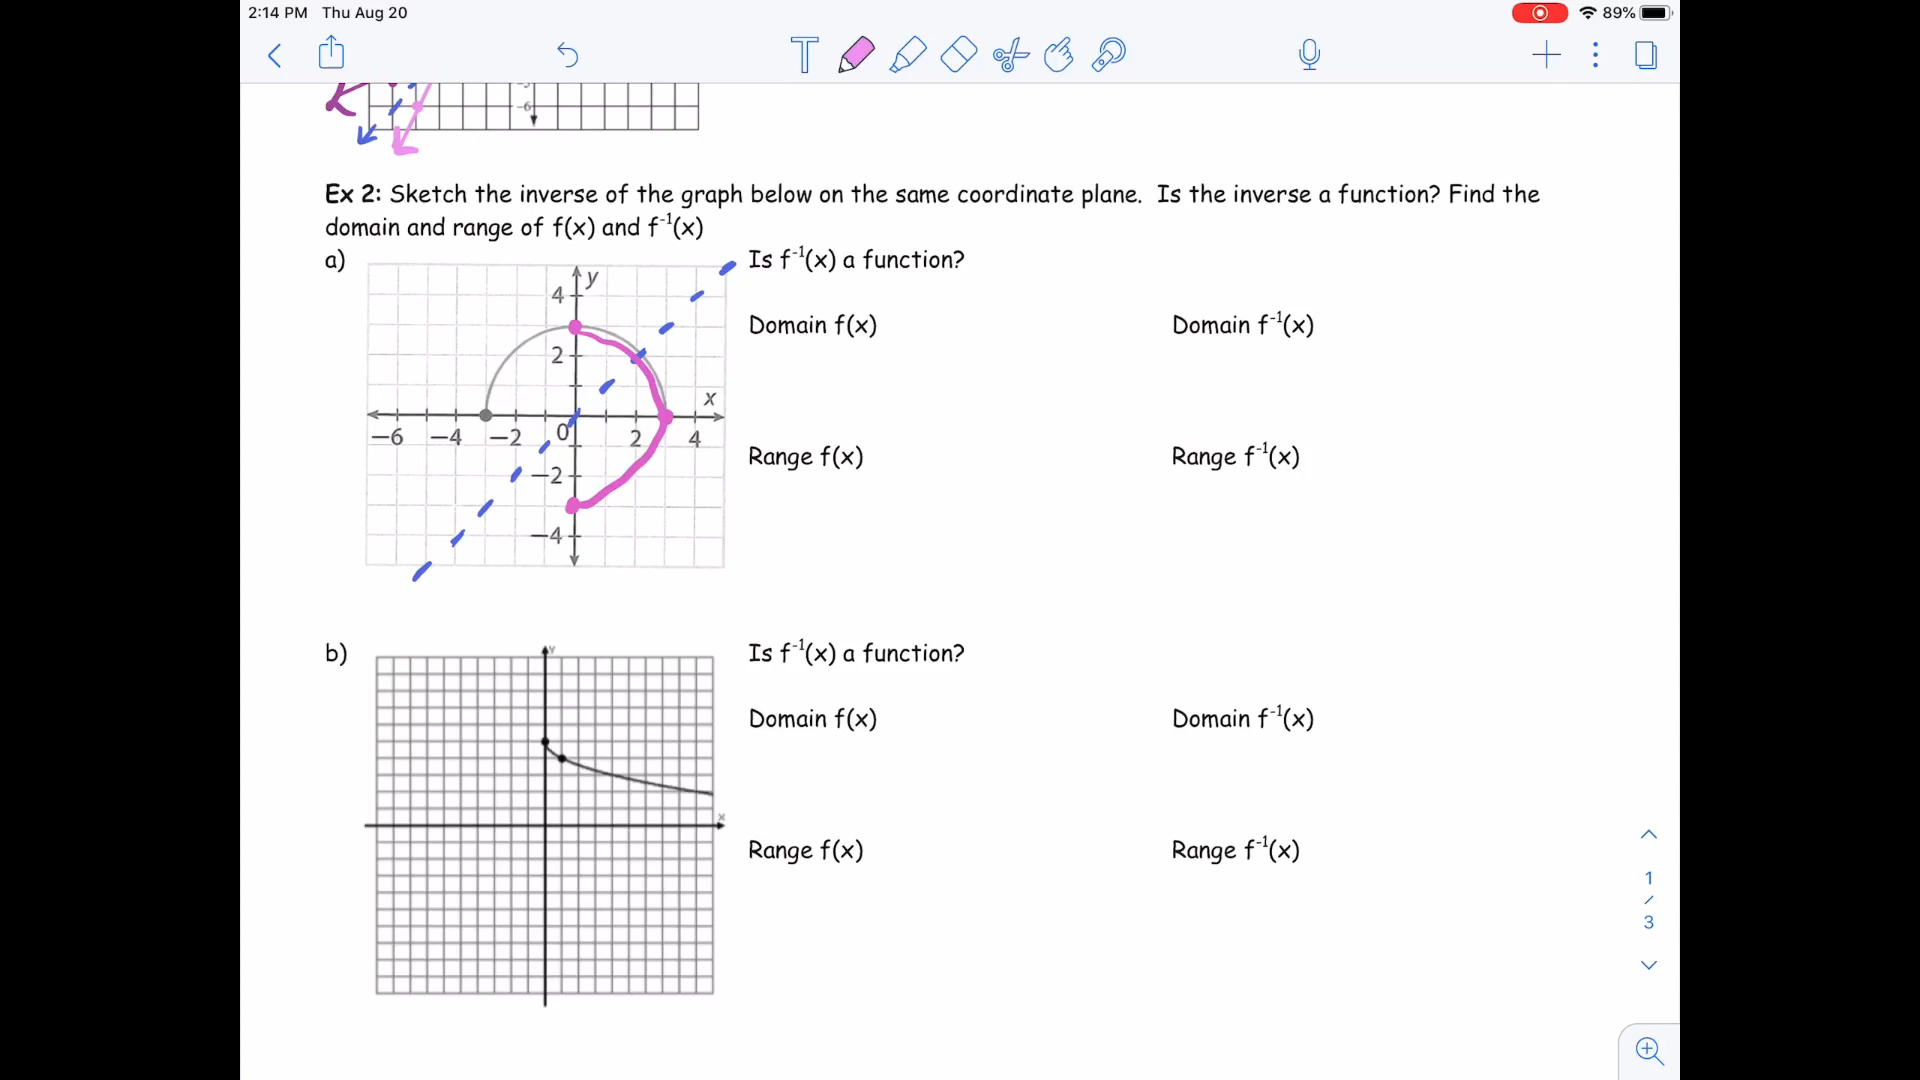 2:14 PM Thu Aug 20 89%
T
-6
Ex 2: Sketch the inverse of the graph below on the same coordinate plane. Is the inverse a function? Find the
domain and range of f(x) and f⁻¹(x)
a) Is f⁻¹(x) a function?
y
4
Domain f(x) Domain f⁻¹(x)
2
x
-6 -4 -2 0 2 4
Range f(x) Range f⁻¹(x)
-2
-4
b) Is f⁻¹(x) a function?
Y
Domain f(x) Domain f⁻¹(x)
X
Range f(x) Range f⁻¹(x)
1
/
3